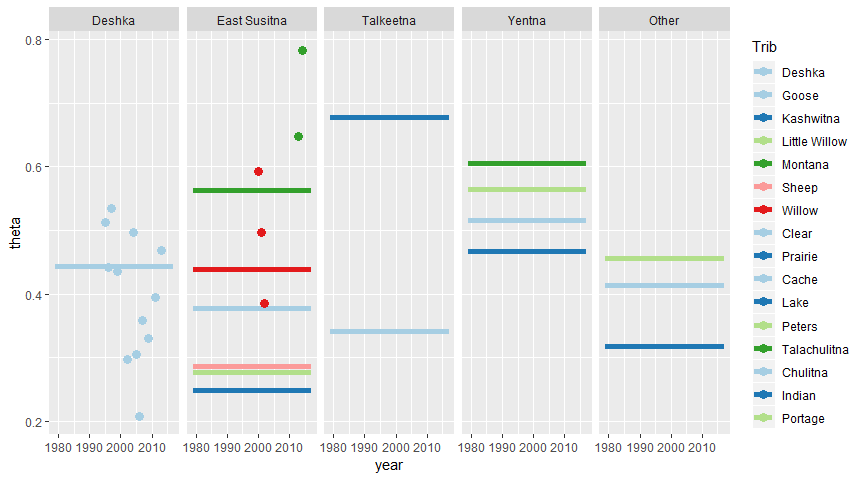 Deshka East Susitna Talkeetna Yentna Other
0.8
0.6
0.4
0.2
theta
1980 1990 2000 2010 1980 1990 2000 2010 1980 1990 2000 2010 1980 1990 2000 2010 1980 1990 2000 2010
year
Trib
Deshka
Goose
Kashwitna
Little Willow
Montana
Sheep
Willow
Clear
Prairie
Cache
Lake
Peters
Talachulitna
Chulitna
Indian
Portage